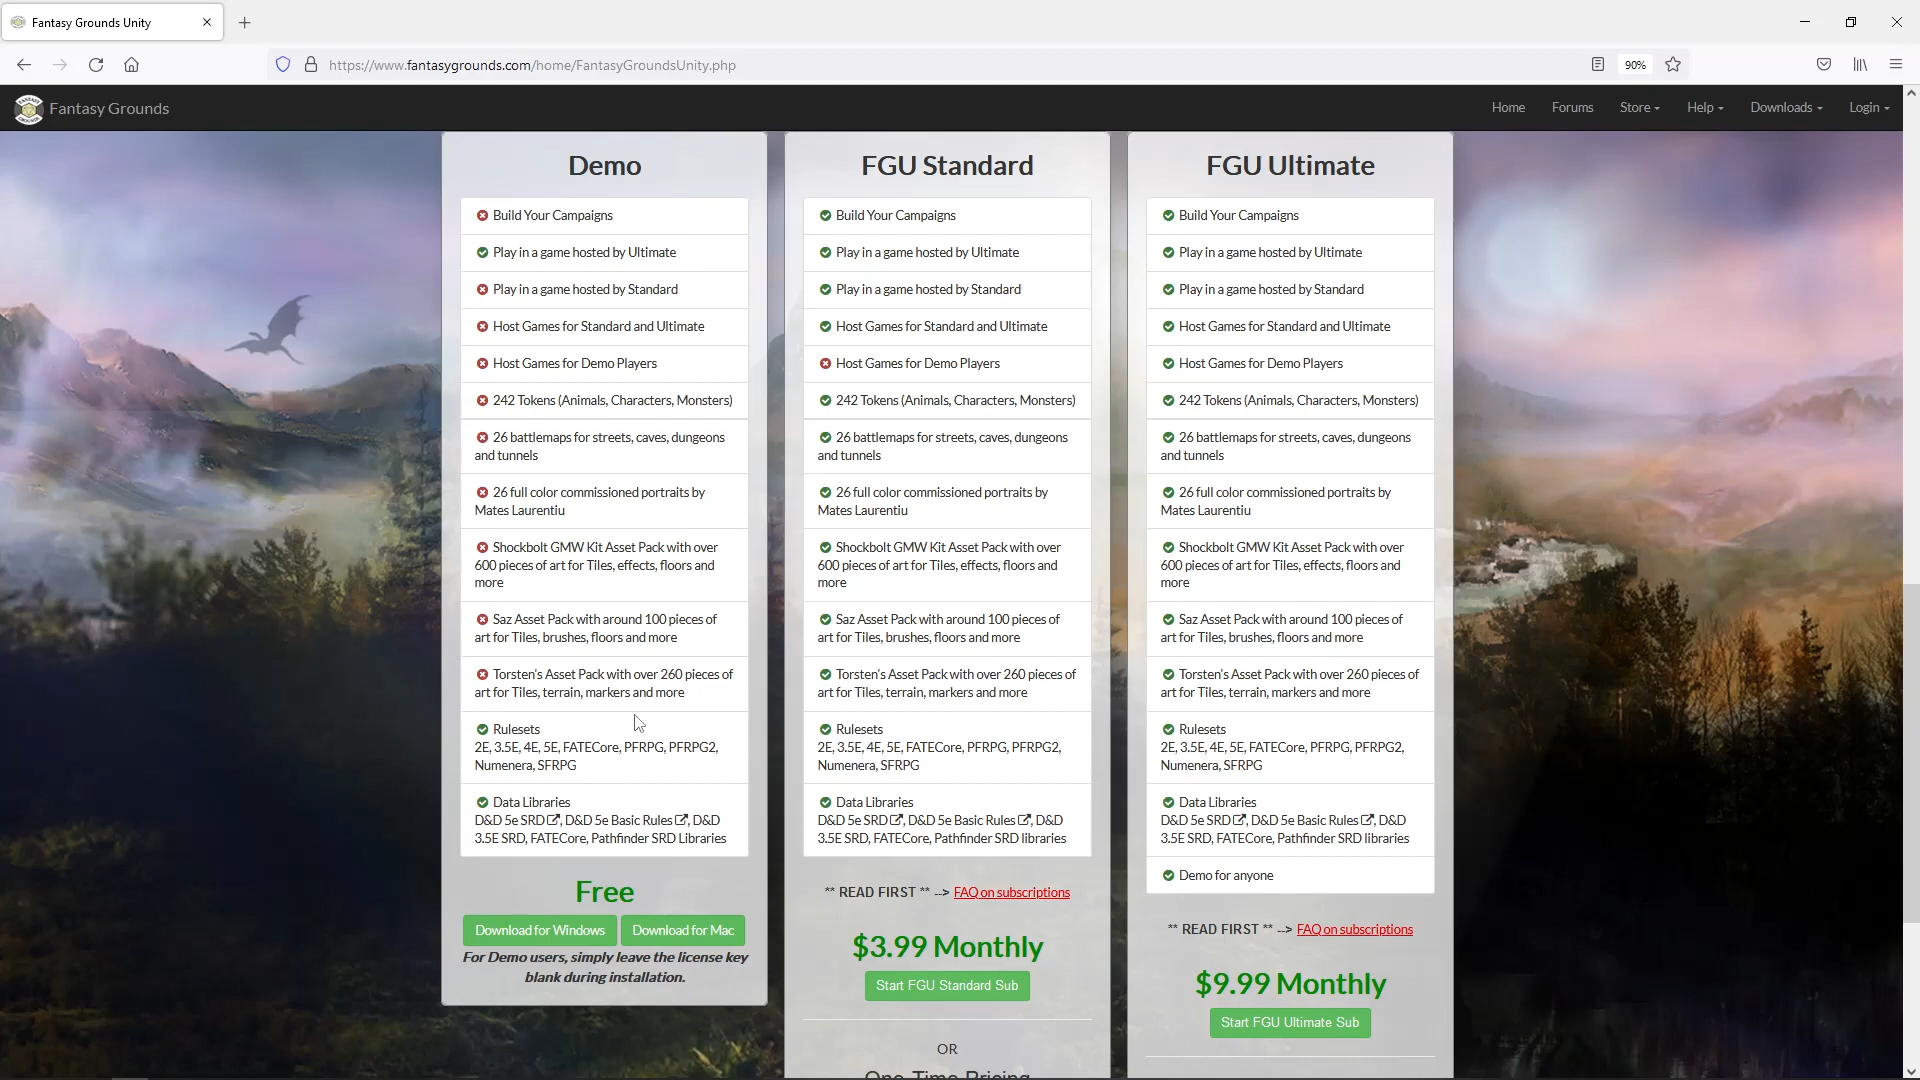 Fantasy Grounds Unity
https://www.fantasygrounds.com/home/FantasyGroundsUnity.php
90%
Fantasy Grounds
Home
Forums
Store
Help
Downloads
Login
Demo
Build Your Campaigns
Play in a game hosted by Ultimate
Play in a game hosted by Standard
Host Games for Standard and Ultimate
Host Games for Demo Players
242 Tokens (Animals, Characters, Monsters)
26 battlemaps for streets, caves, dungeons
and tunnels
26 full color commissioned portraits by
Mates Laurentiu
Shockbolt GMW Kit Asset Pack with over
600 pieces of art for Tiles, effects, floors and
more
Saz Asset Pack with around 100 pieces of
art for Tiles, brushes, floors and more
Torsten's Asset Pack with over 260 pieces of
art for Tiles, terrain, markers and more
Rulesets
2E, 3.5E, 4E, 5E, FATECore, PFRPG, PFRPG2,
Numenera, SFRPG
Data Libraries
D&D 5e SRD, D&D 5e Basic Rules, D&D
3.5E SRD, FATECore, Pathfinder SRD Libraries
Free
Download for Windows
Download for Mac
For Demo users, simply leave the license key
blank during installation.
FGU Standard
Build Your Campaigns
Play in a game hosted by Ultimate
Play in a game hosted by Standard
Host Games for Standard and Ultimate
Host Games for Demo Players
242 Tokens (Animals, Characters, Monsters)
26 battlemaps for streets, caves, dungeons
and tunnels
26 full color commissioned portraits by
Mates Laurentiu
Shockbolt GMW Kit Asset Pack with over
600 pieces of art for Tiles, effects, floors and
more
Saz Asset Pack with around 100 pieces of
art for Tiles, brushes, floors and more
Torsten's Asset Pack with over 260 pieces of
art for Tiles, terrain, markers and more
Rulesets
2E, 3.5E, 4E, 5E, FATECore, PFRPG, PFRPG2,
Numenera, SFRPG
Data Libraries
D&D 5e SRD, D&D 5e Basic Rules, D&D
3.5E SRD, FATECore, Pathfinder SRD libraries
** READ FIRST ** --> FAQ on subscriptions
$3.99 Monthly
Start FGU Standard Sub
OR
One-Time Pricing
FGU Ultimate
Build Your Campaigns
Play in a game hosted by Ultimate
Play in a game hosted by Standard
Host Games for Standard and Ultimate
Host Games for Demo Players
242 Tokens (Animals, Characters, Monsters)
26 battlemaps for streets, caves, dungeons
and tunnels
26 full color commissioned portraits by
Mates Laurentiu
Shockbolt GMW Kit Asset Pack with over
600 pieces of art for Tiles, effects, floors and
more
Saz Asset Pack with around 100 pieces of
art for Tiles, brushes, floors and more
Torsten's Asset Pack with over 260 pieces of
art for Tiles, terrain, markers and more
Rulesets
2E, 3.5E, 4E, 5E, FATECore, PFRPG, PFRPG2,
Numenera, SFRPG
Data Libraries
D&D 5e SRD, D&D 5e Basic Rules, D&D
3.5E SRD, FATECore, Pathfinder SRD libraries
Demo for anyone
** READ FIRST ** --> FAQ on subscriptions
$9.99 Monthly
Start FGU Ultimate Sub